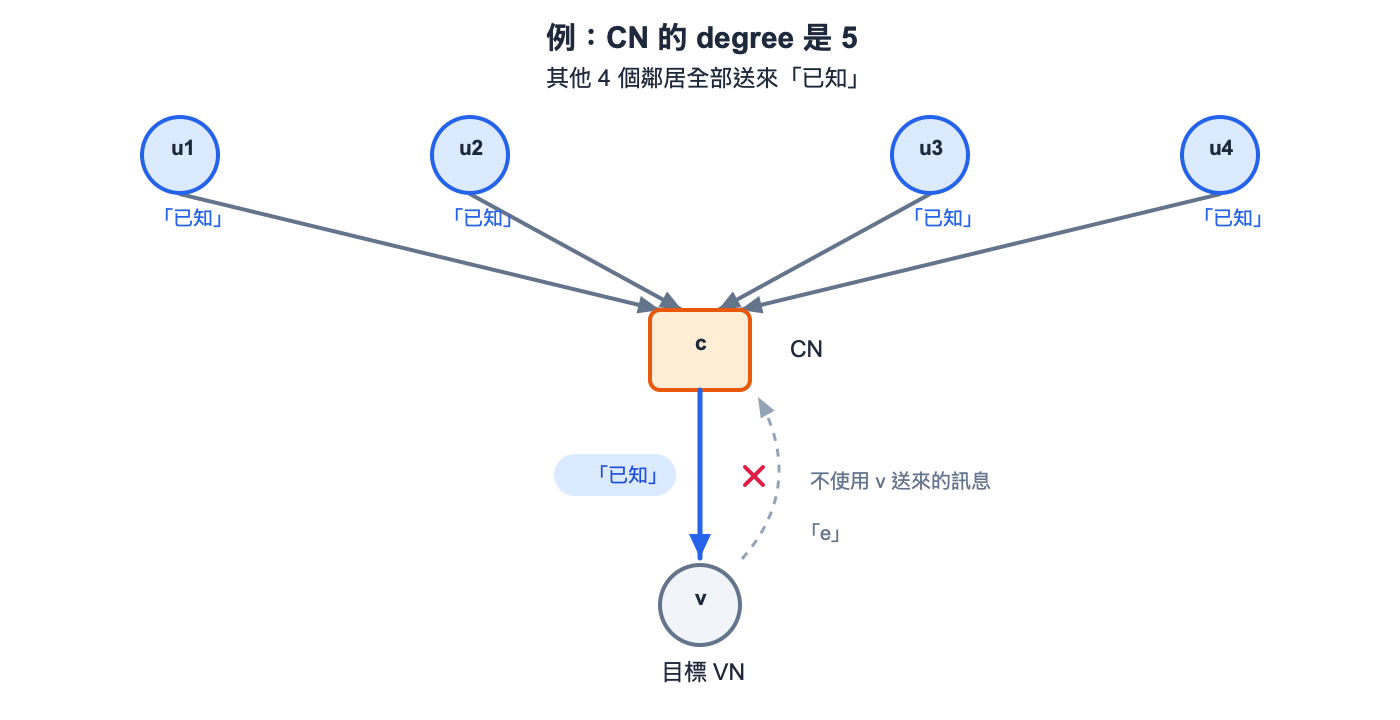 例：CN 的 degree 是 5
其他 4 個鄰居全部送來「已知」
u1
u2
u3
u4
「已知」
「已知」
「已知」
「已知」
c
CN
「已知」
不使用 v 送來的訊息
「e」
v
目標 VN